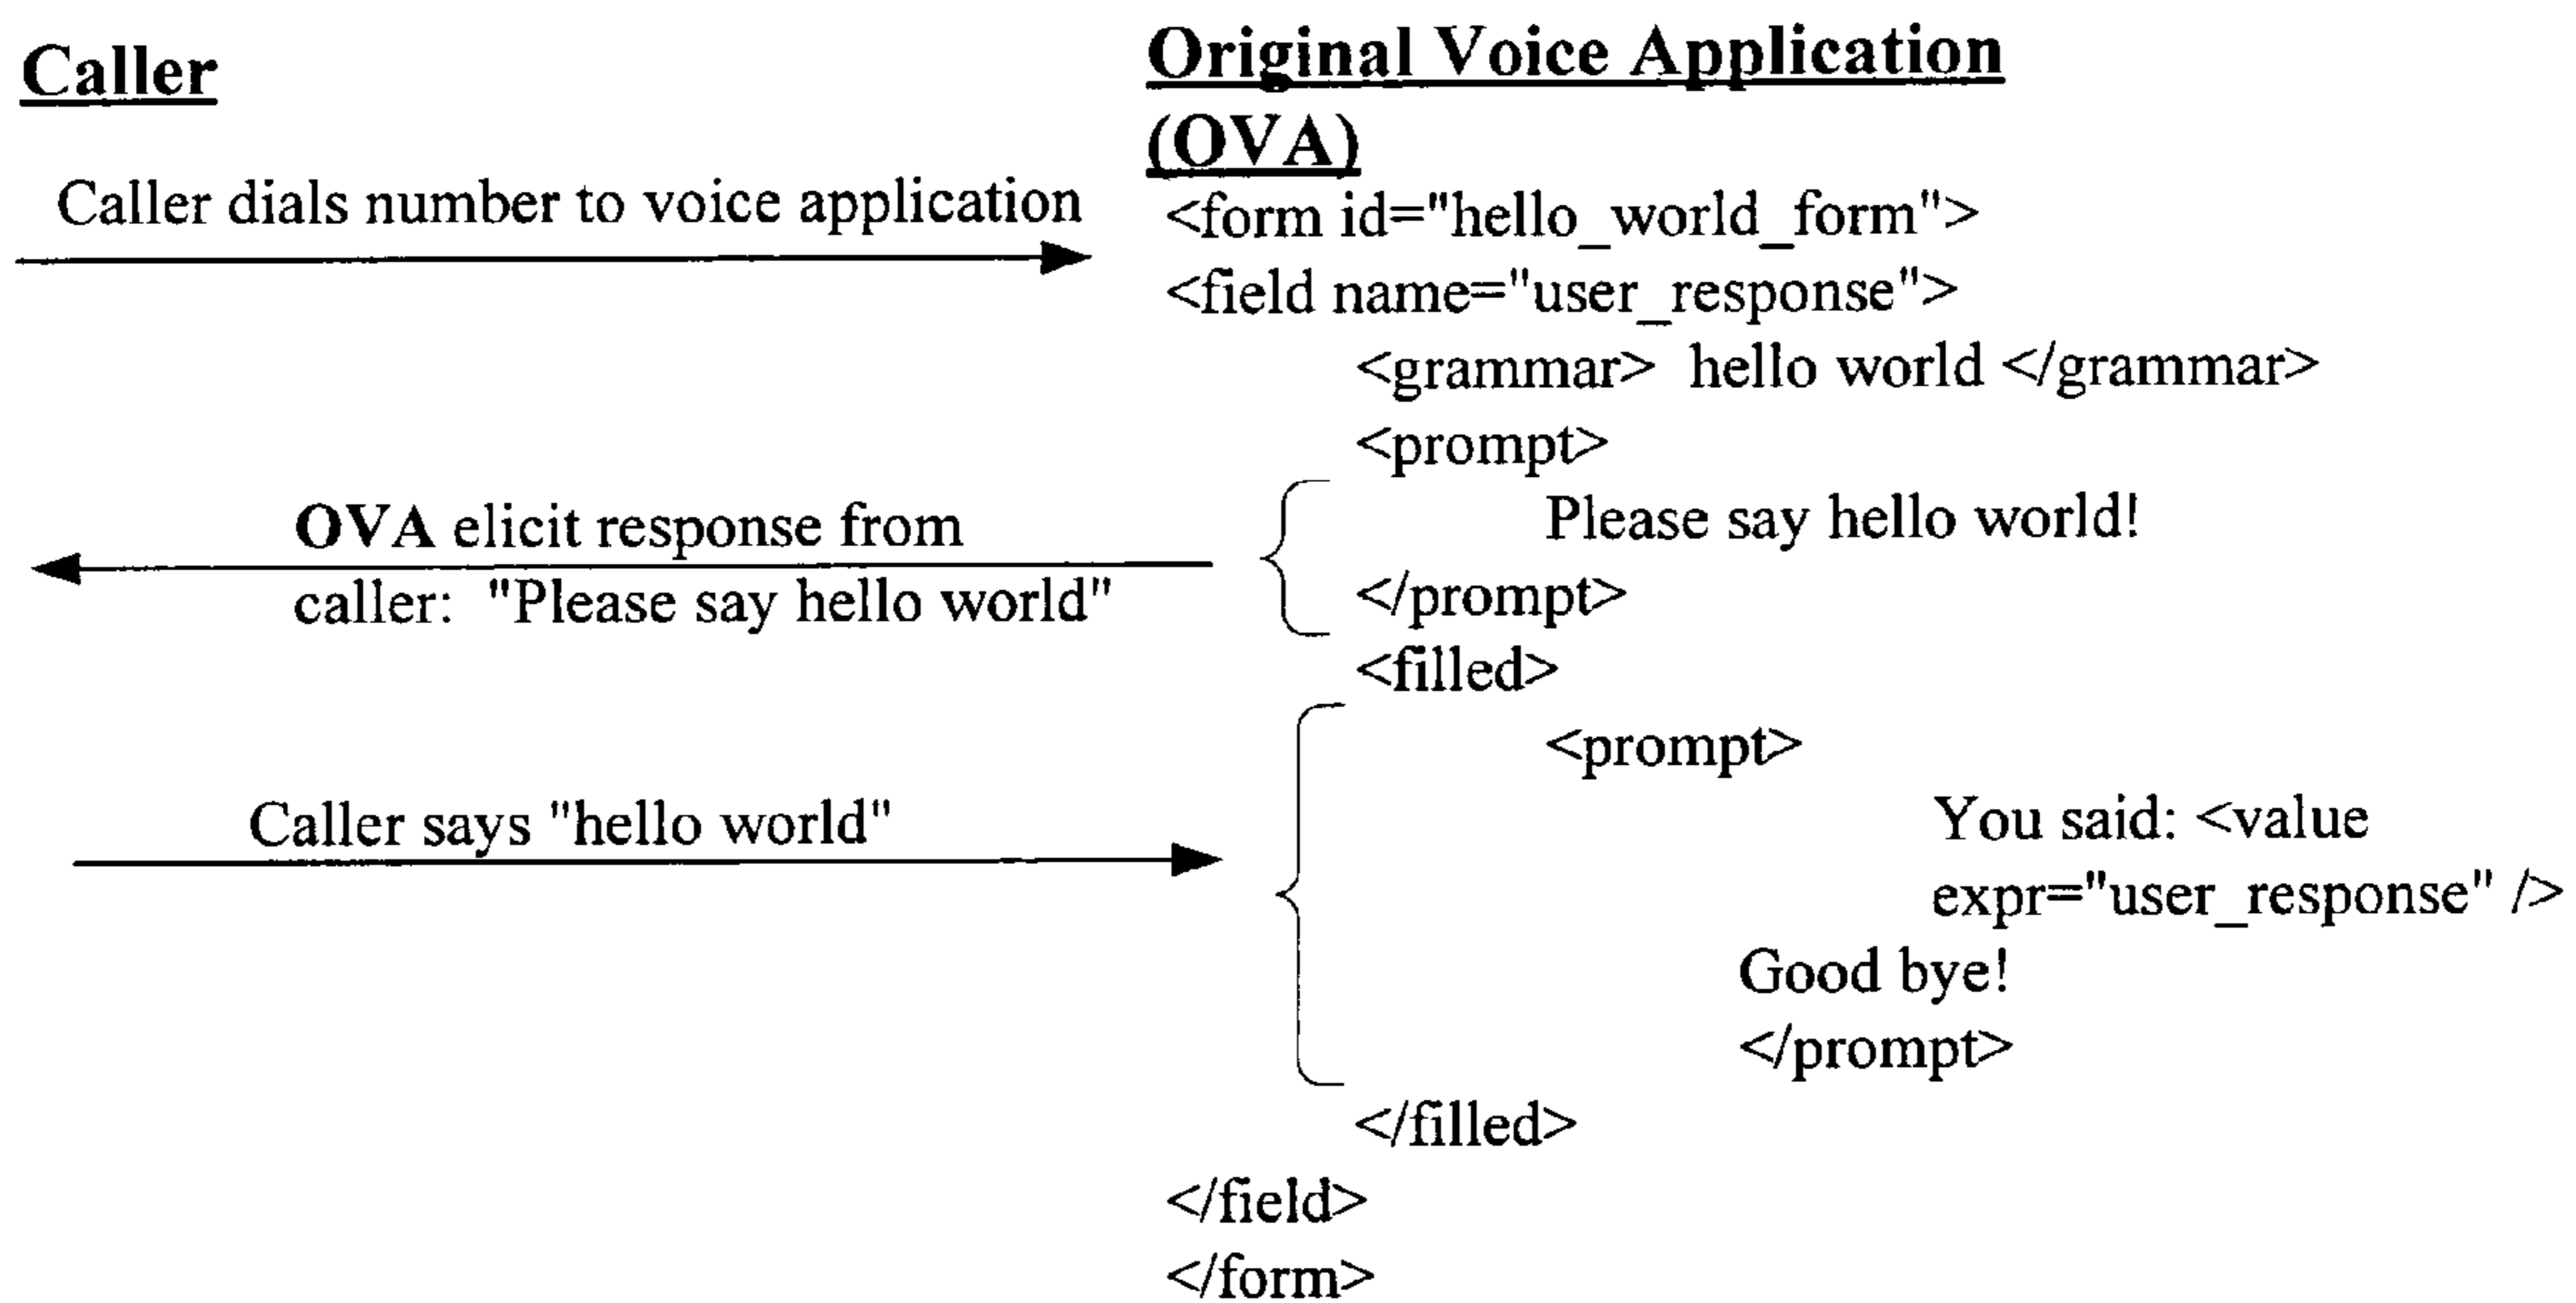 Caller
Original Voice Application
(OVA)
Caller dials number to voice application
<form id="hello_world_form">
<field name="user_response">
<grammar> hello world </grammar>
<prompt>
OVA elicit response from
caller: "Please say hello world"
Please say hello world!
</prompt>
<filled>
Caller says "hello world"
<prompt>
You said: <value
expr="user_response" />
Good bye!
</prompt>
</filled>
</field>
</form>